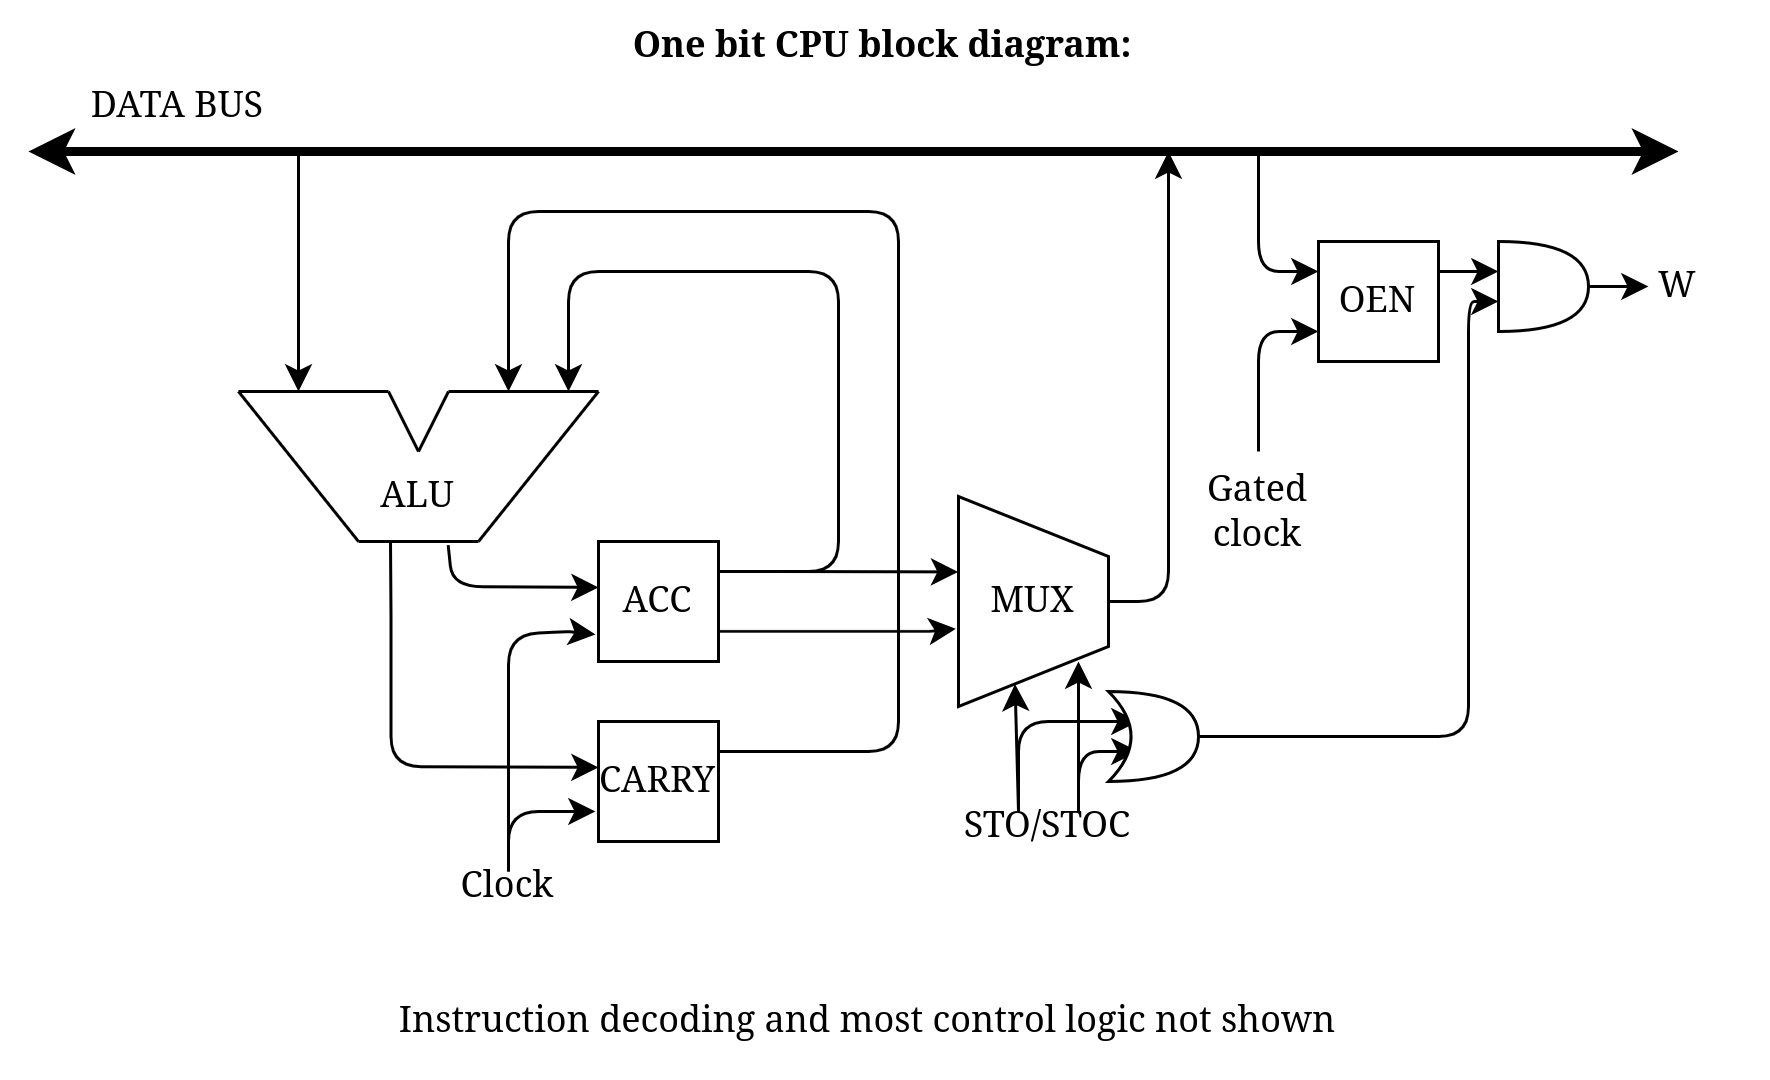 One bit CPU block diagram:
DATA BUS
OEN
W
ALU
Gated
clock
ACC
MUX
CARRY
STO/STOC
Clock
Instruction decoding and most control logic not shown